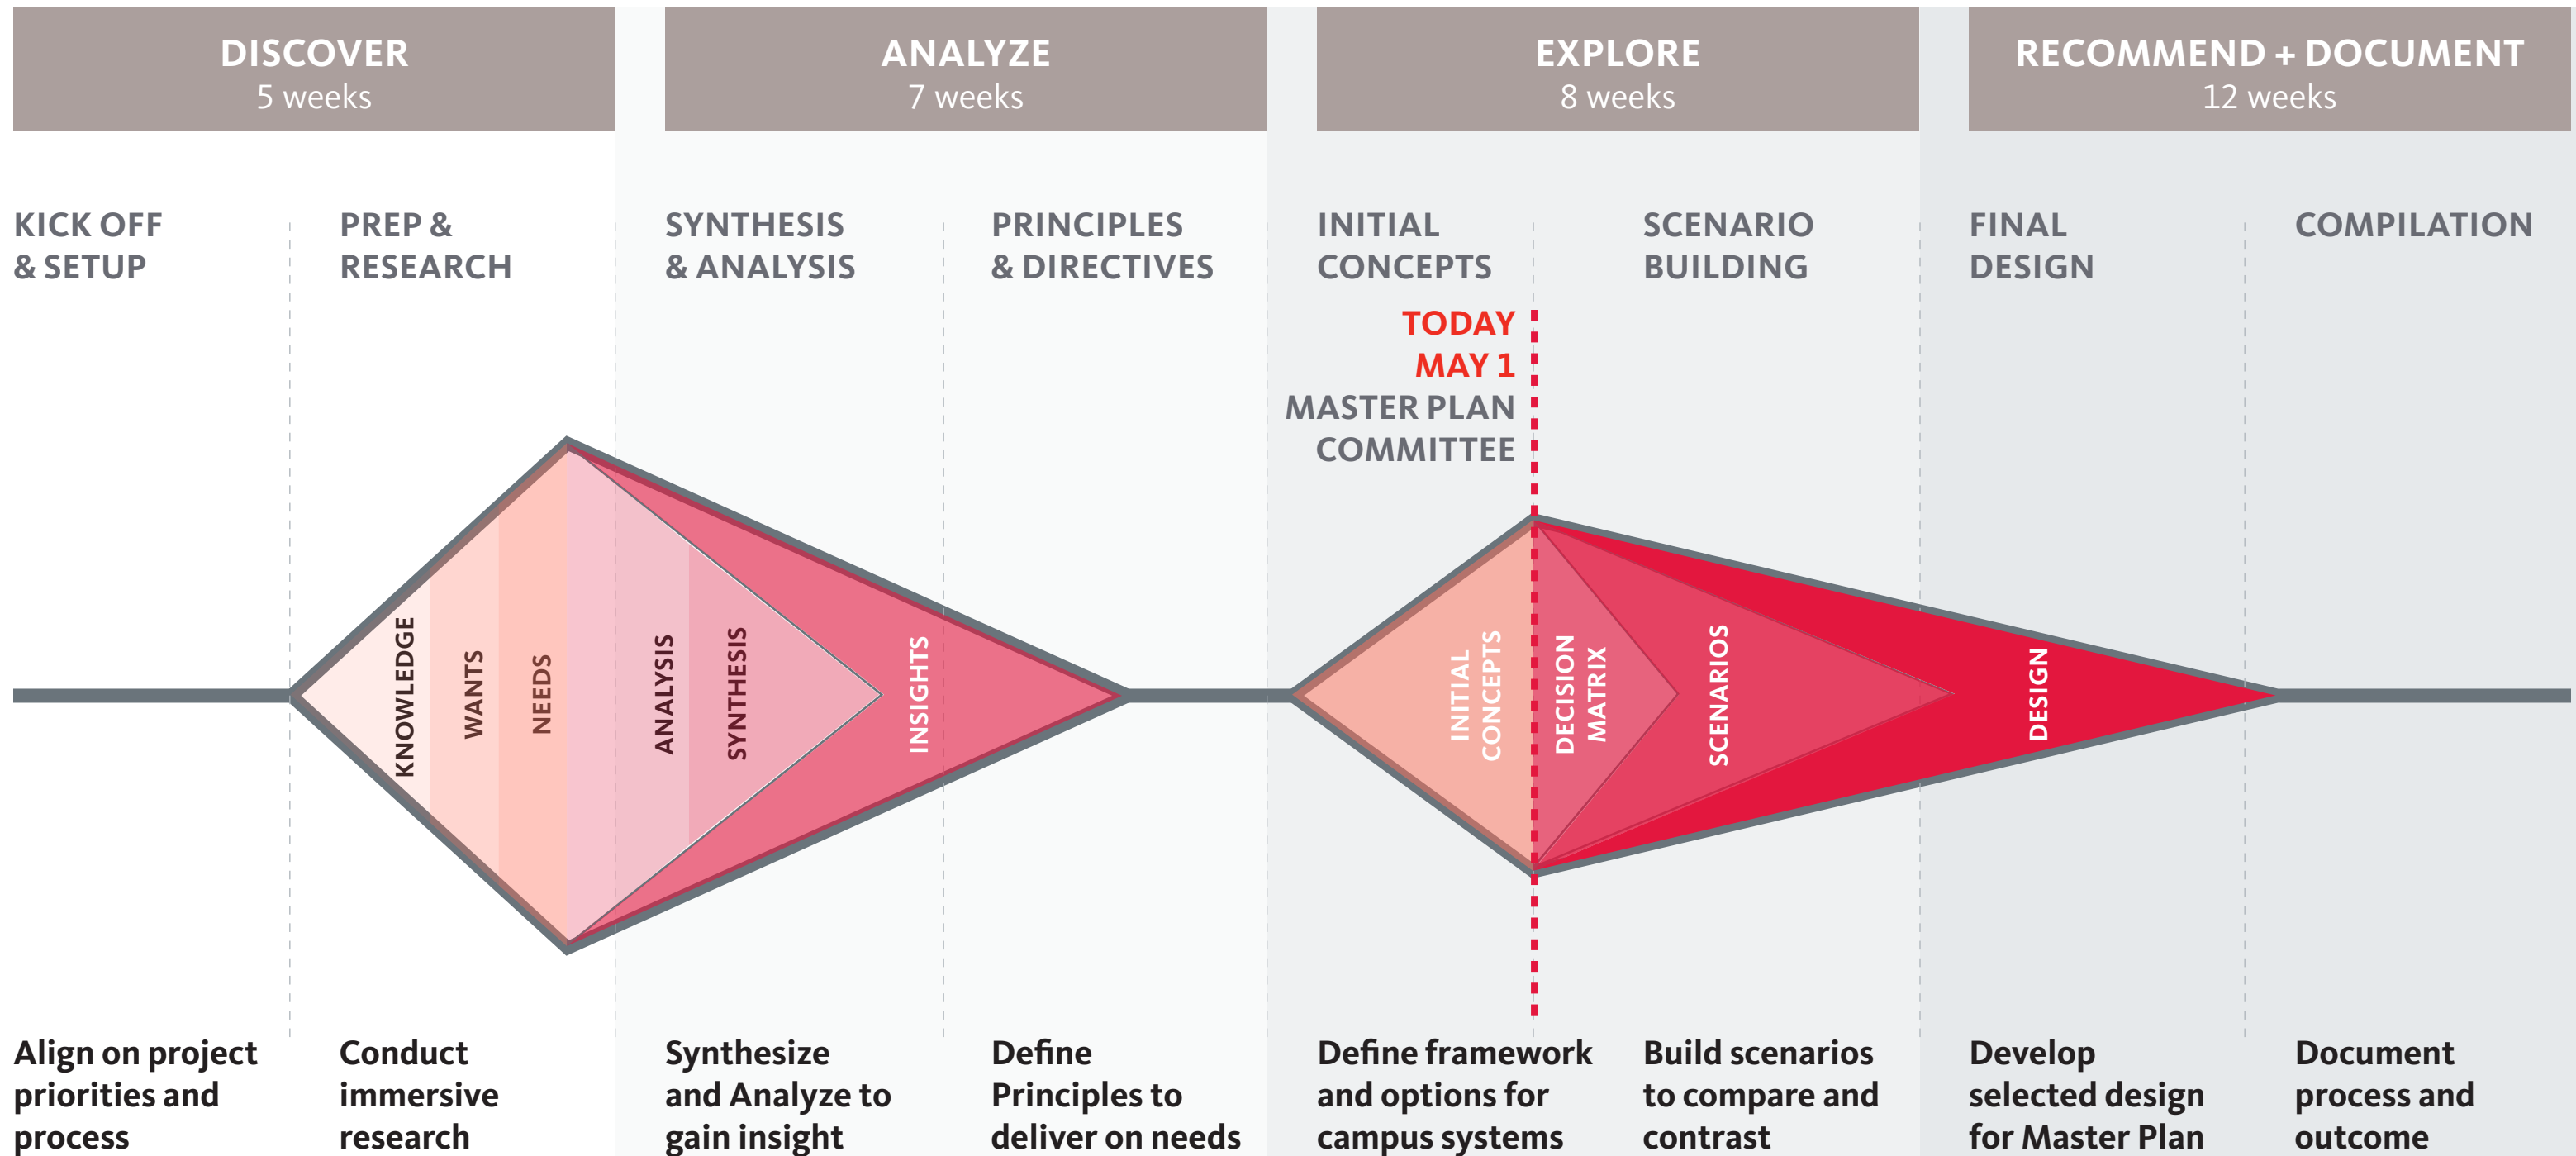 DISCOVER
5 weeks
ANALYZE
7 weeks
EXPLORE
8 weeks
RECOMMEND + DOCUMENT
12 weeks
KICK OFF
& SETUP
PREP &
RESEARCH
SYNTHESIS
& ANALYSIS
PRINCIPLES
& DIRECTIVES
INITIAL
CONCEPTS
SCENARIO
BUILDING
FINAL
DESIGN
COMPILATION
TODAY
MAY 1
MASTER PLAN
COMMITTEE
KNOWLEDGE
WANTS
NEEDS
ANALYSIS
SYNTHESIS
INSIGHTS
INITIAL
CONCEPTS
DECISION
MATRIX
SCENARIOS
DESIGN
Align on project
priorities and
process
Conduct
immersive
research
Synthesize
and Analyze to
gain insight
Define
Principles to
deliver on needs
Define framework
and options for
campus systems
Build scenarios
to compare and
contrast
Develop
selected design
for Master Plan
Document
process and
outcome